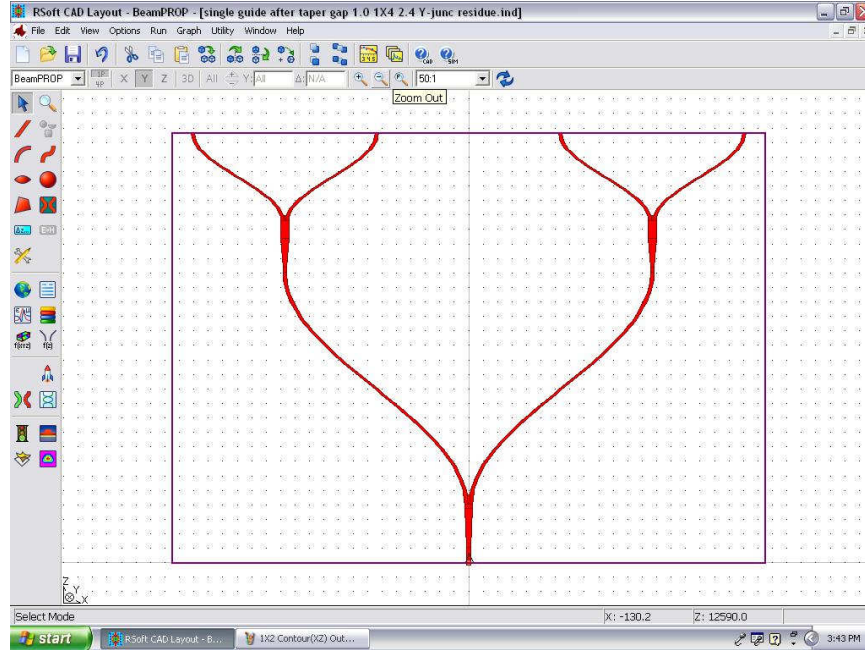 RSoft CAD Layout - BeamPROP - [single guide after taper gap 1.0 1X4 2.4 Y-junc residue.ind]
File Edit View Options Run Graph Utility Window Help
BeamPROP X Y Z 3D All Y: All Δ: N/A 50:1
Zoom Out
Z Y X
Select Mode X: -130.2 Z: 12590.0
start RSoft CAD Layout - B... 1X2 Contour(XZ) Out... 3:43 PM